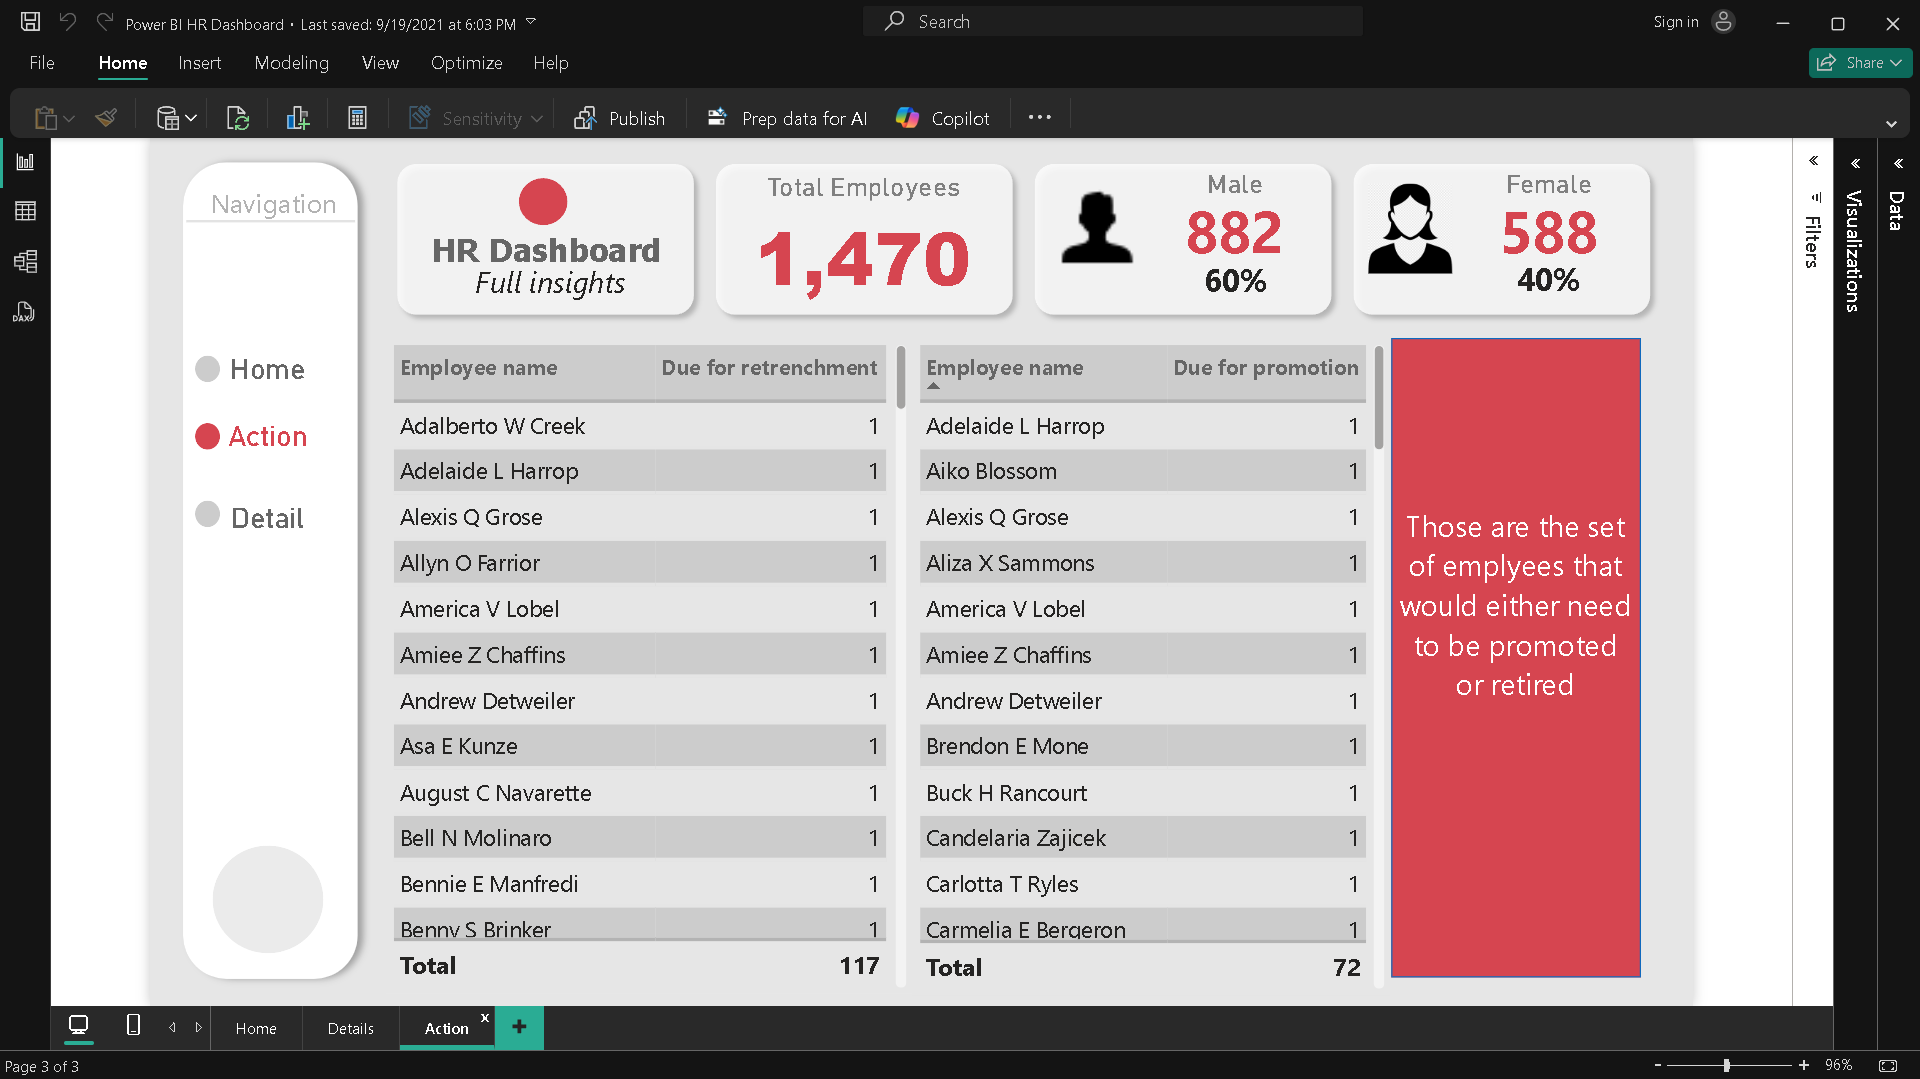 Power BI HR Dashboard • Last saved: 9/19/2021 at 6:03 PM
Search
Sign in
File
Home
Insert
Modeling
View
Optimize
Help
Share
Sensitivity
Publish
Prep data for AI
Copilot
DAX
Navigation
Home
Action
Detail
HR Dashboard
Full insights
Total Employees
1,470
Male
882
60%
Female
588
40%
Employee name Due for retrenchment
Adalberto W Creek 1
Adelaide L Harrop 1
Alexis Q Grose 1
Allyn O Farrior 1
America V Lobel 1
Amiee Z Chaffins 1
Andrew Detweiler 1
Asa E Kunze 1
August C Navarette 1
Bell N Molinaro 1
Bennie E Manfredi 1
Benny S Brinker 1
Total 117
Employee name Due for promotion
Adelaide L Harrop 1
Aiko Blossom 1
Alexis Q Grose 1
Aliza X Sammons 1
America V Lobel 1
Amiee Z Chaffins 1
Andrew Detweiler 1
Brendon E Mone 1
Buck H Rancourt 1
Candelaria Zajicek 1
Carlotta T Ryles 1
Carmelia E Bergeron 1
Total 72
Those are the set
of emplyees that
would either need
to be promoted
or retired
Filters
Visualizations
Data
Home
Details
Action
x
Page 3 of 3
96%